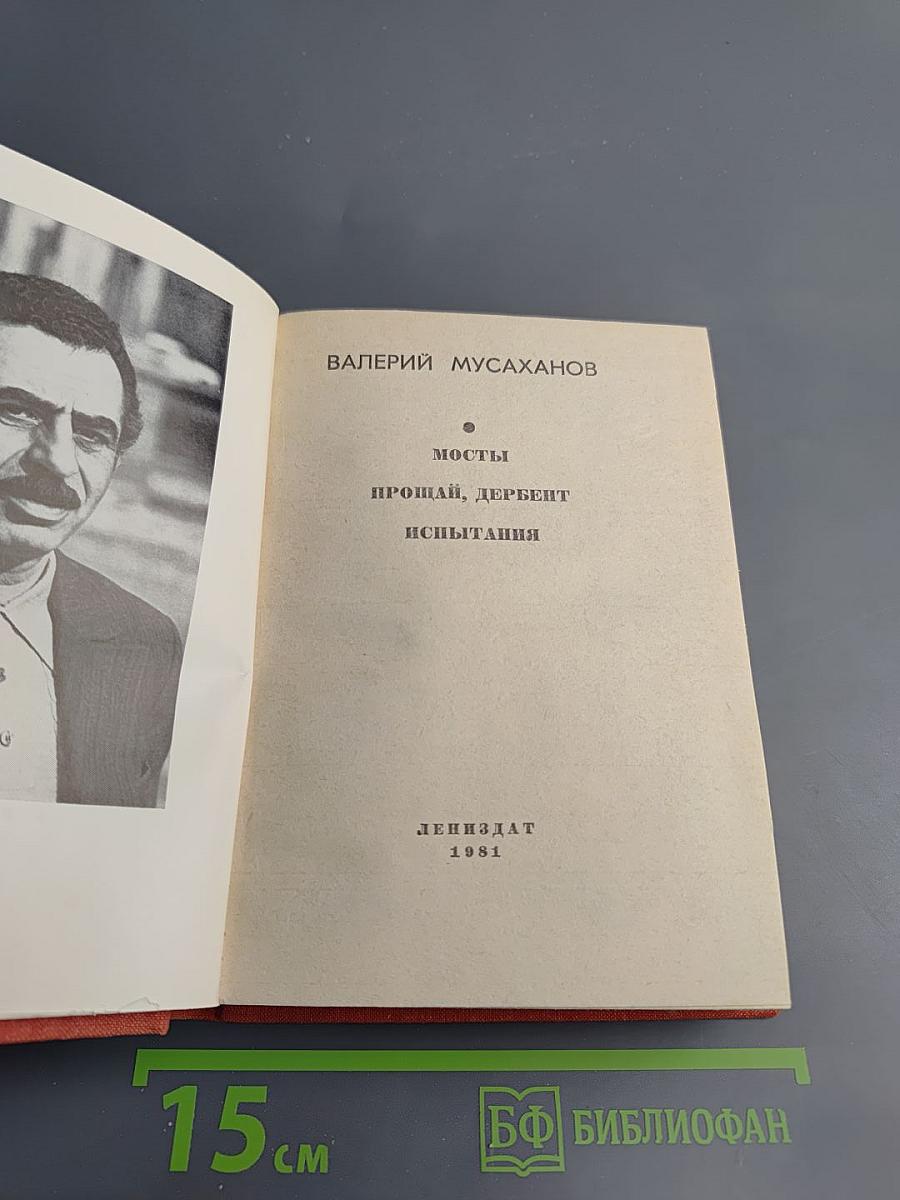 ВАЛЕРИЙ МУСАХАНОВ
МОСТЫ
ПРОЩАЙ, ДЕРБЕНТ
ИСПЫТАНИЯ
ЛЕНИЗДАТ
1981
15 СМ
БФ БИБЛИОФАН